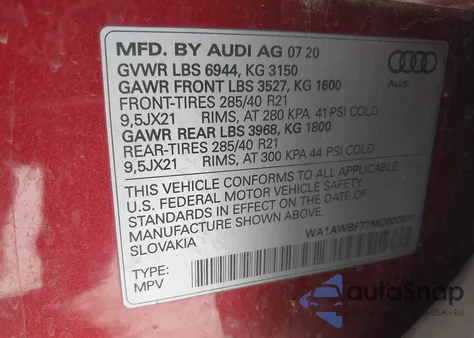 MFD. BY AUDI AG 07 20
GVWR LBS 6944, KG 3150
GAWR FRONT LBS 3527, KG 1600
FRONT-TIRES 285/40 R21
9,5JX21 RIMS, AT 280 KPA 41 PSI COLD
GAWR REAR LBS 3968, KG 1800
REAR-TIRES 285/40 R21
9,5JX21 RIMS, AT 300 KPA 44 PSI COLD
Audi
THIS VEHICLE CONFORMS TO ALL APPLICABLE
U.S. FEDERAL MOTOR VEHICLE SAFETY
STANDARDS IN EFFECT ON THE DATE OF
MANUFACTURE SHOWN ABOVE.
SLOVAKIA
TYPE:
MPV
autoSnap